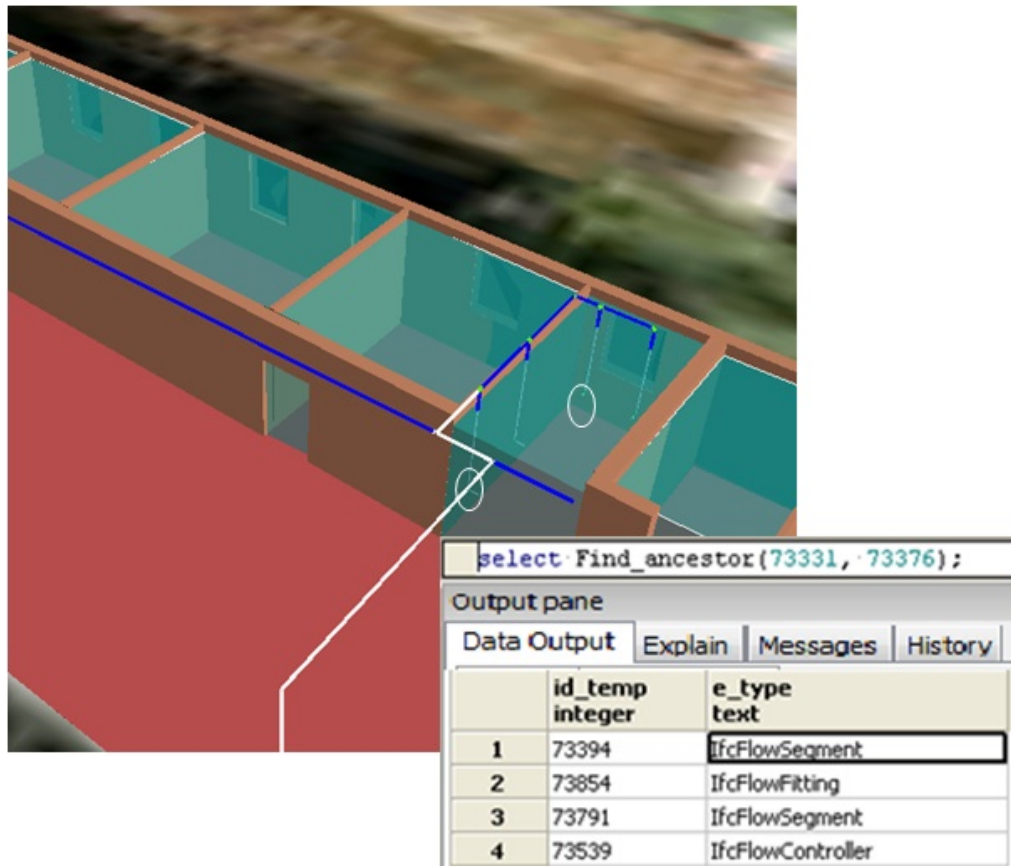 select Find_ancestor(73331, 73376);
Output pane
Data Output Explain Messages History
id_temp e_type
integer text
1 73394 IfcFlowSegment
2 73854 IfcFlowFitting
3 73791 IfcFlowSegment
4 73539 IfcFlowController